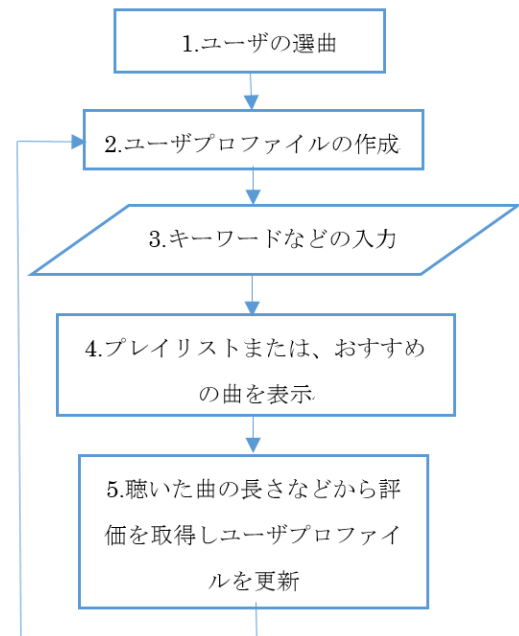 1.ユーザの選曲
2.ユーザプロファイルの作成
3.キーワードなどの入力
4.プレイリストまたは、おすすめ
の曲を表示
5.聴いた曲の長さなどから評
価を取得しユーザプロファイ
ルを更新